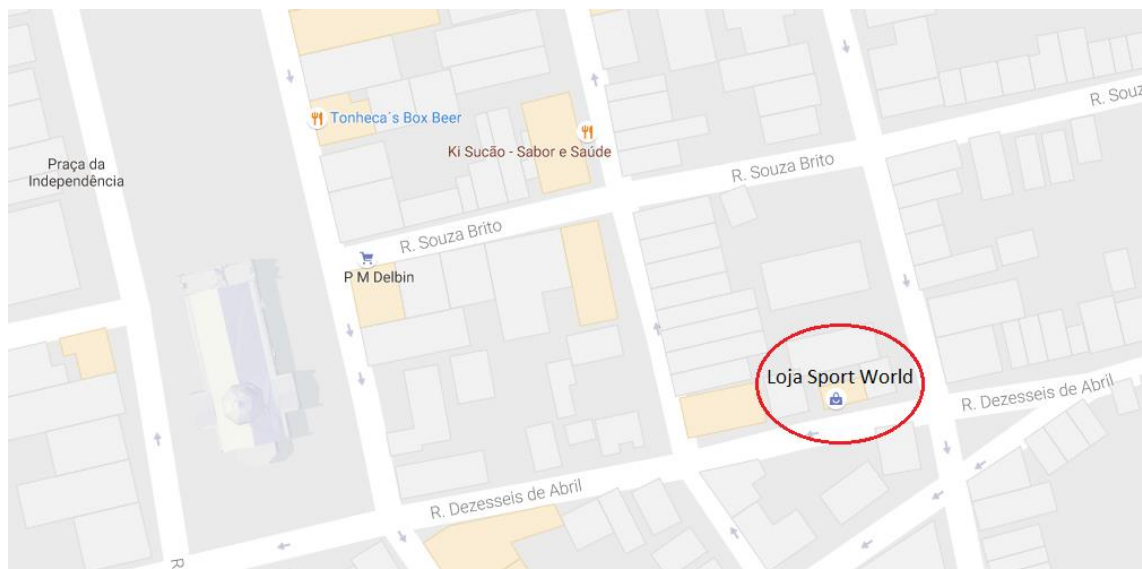 R. Souza
Tonheca´s Box Beer
Ki Sucão - Sabor e Saúde
Praça da
Independência
R. Souza Brito
R. Souza Brito
P M Delbin
Loja Sport World
R. Dezesseis de Abril
R. Dezesseis de Abril
R